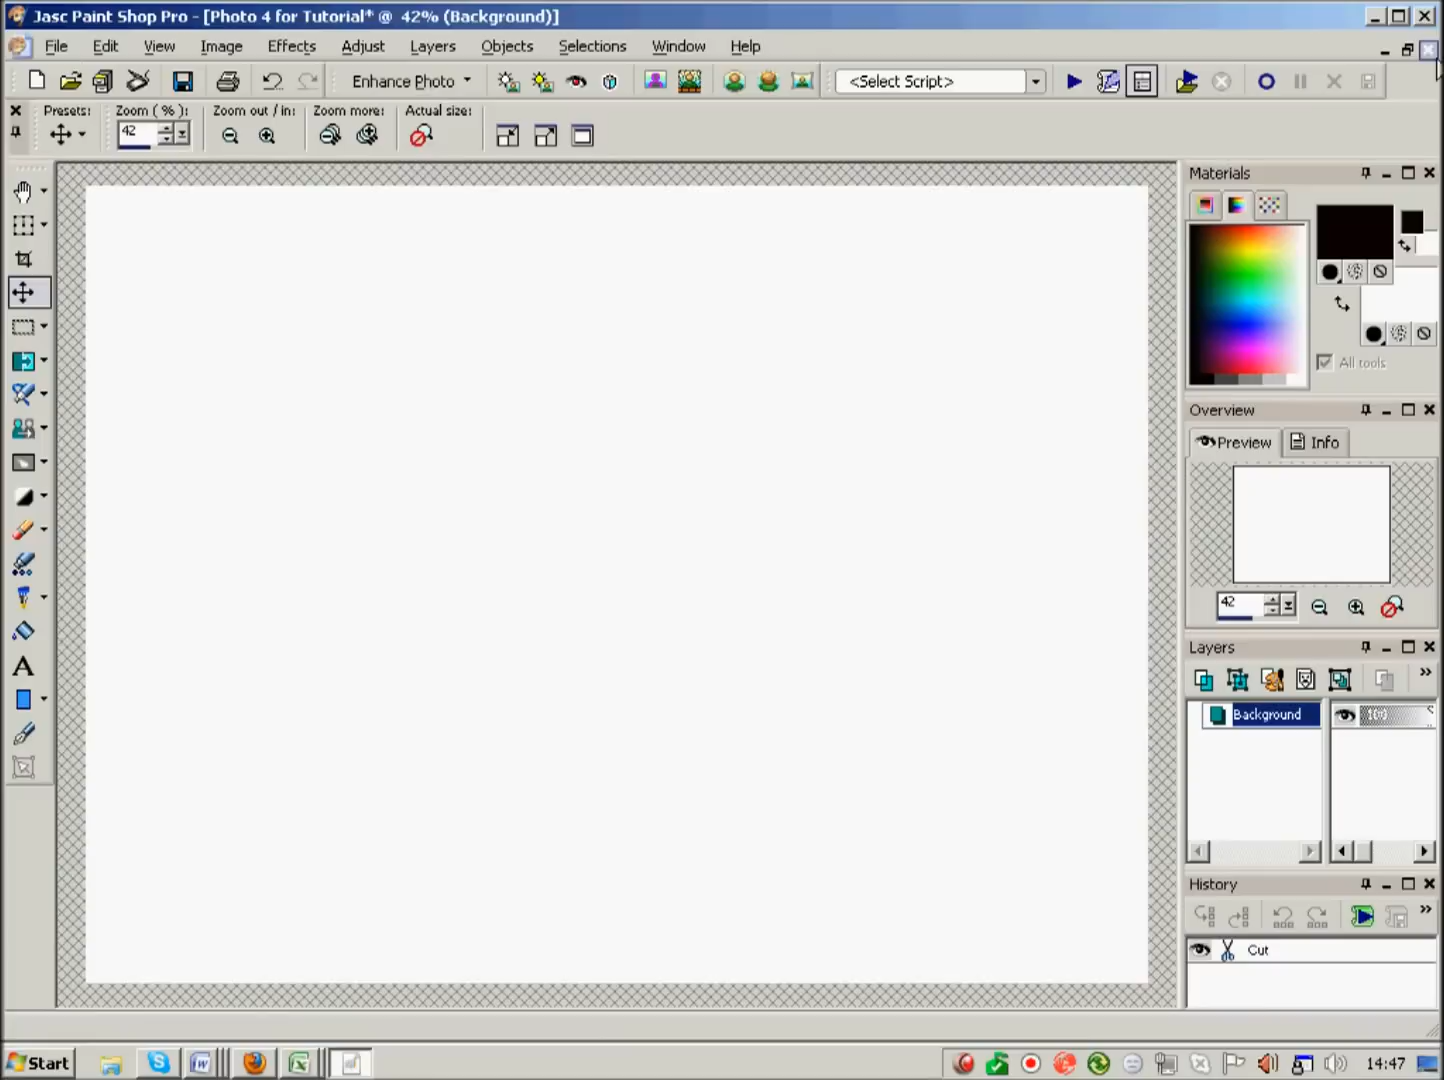 Jasc Paint Shop Pro - [Photo 4 for Tutorial* @ 42% (Background)]
File Edit View Image Effects Adjust Layers Objects Selections Window Help
Enhance Photo <Select Script>
Presets: Zoom ( % ): Zoom out / in: Zoom more: Actual size:
42
Materials
All tools
Overview
Preview Info
42
Layers
Background 100
History
Cut
Start 14:47